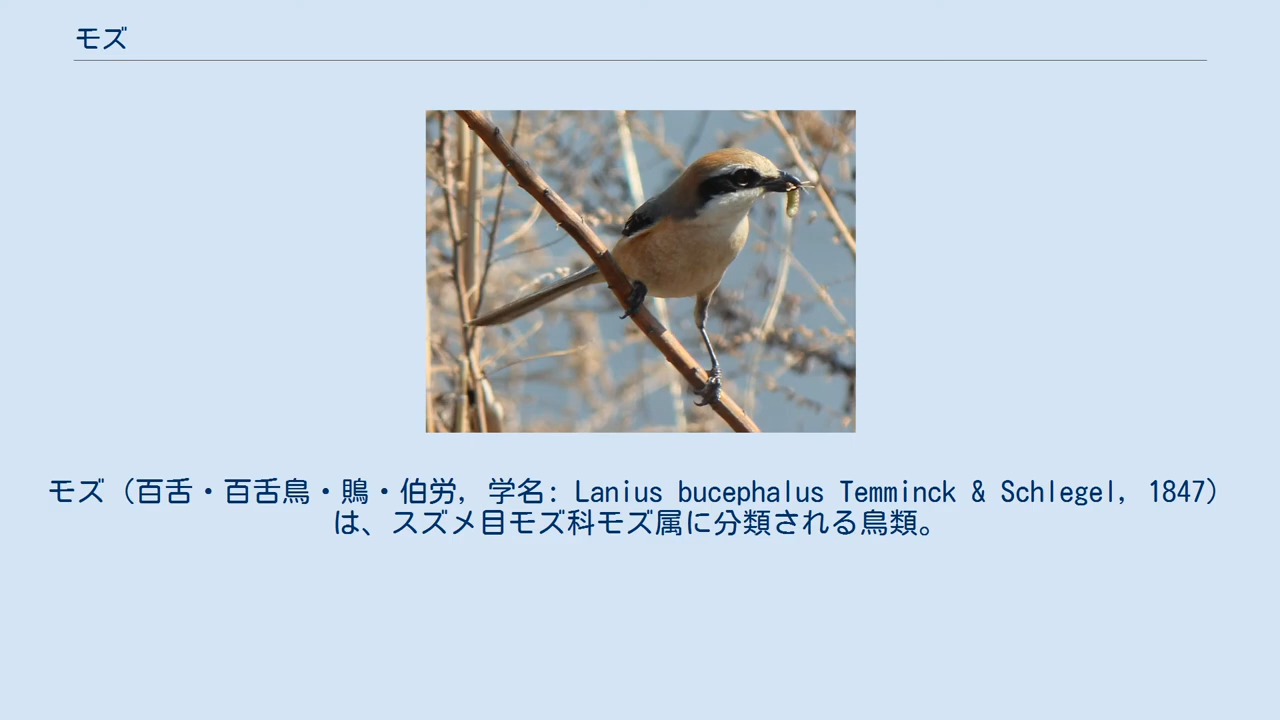 モズ
モズ（百舌・百舌鳥・鵙・伯労, 学名: Lanius bucephalus Temminck & Schlegel, 1847）
は、スズメ目モズ科モズ属に分類される鳥類。